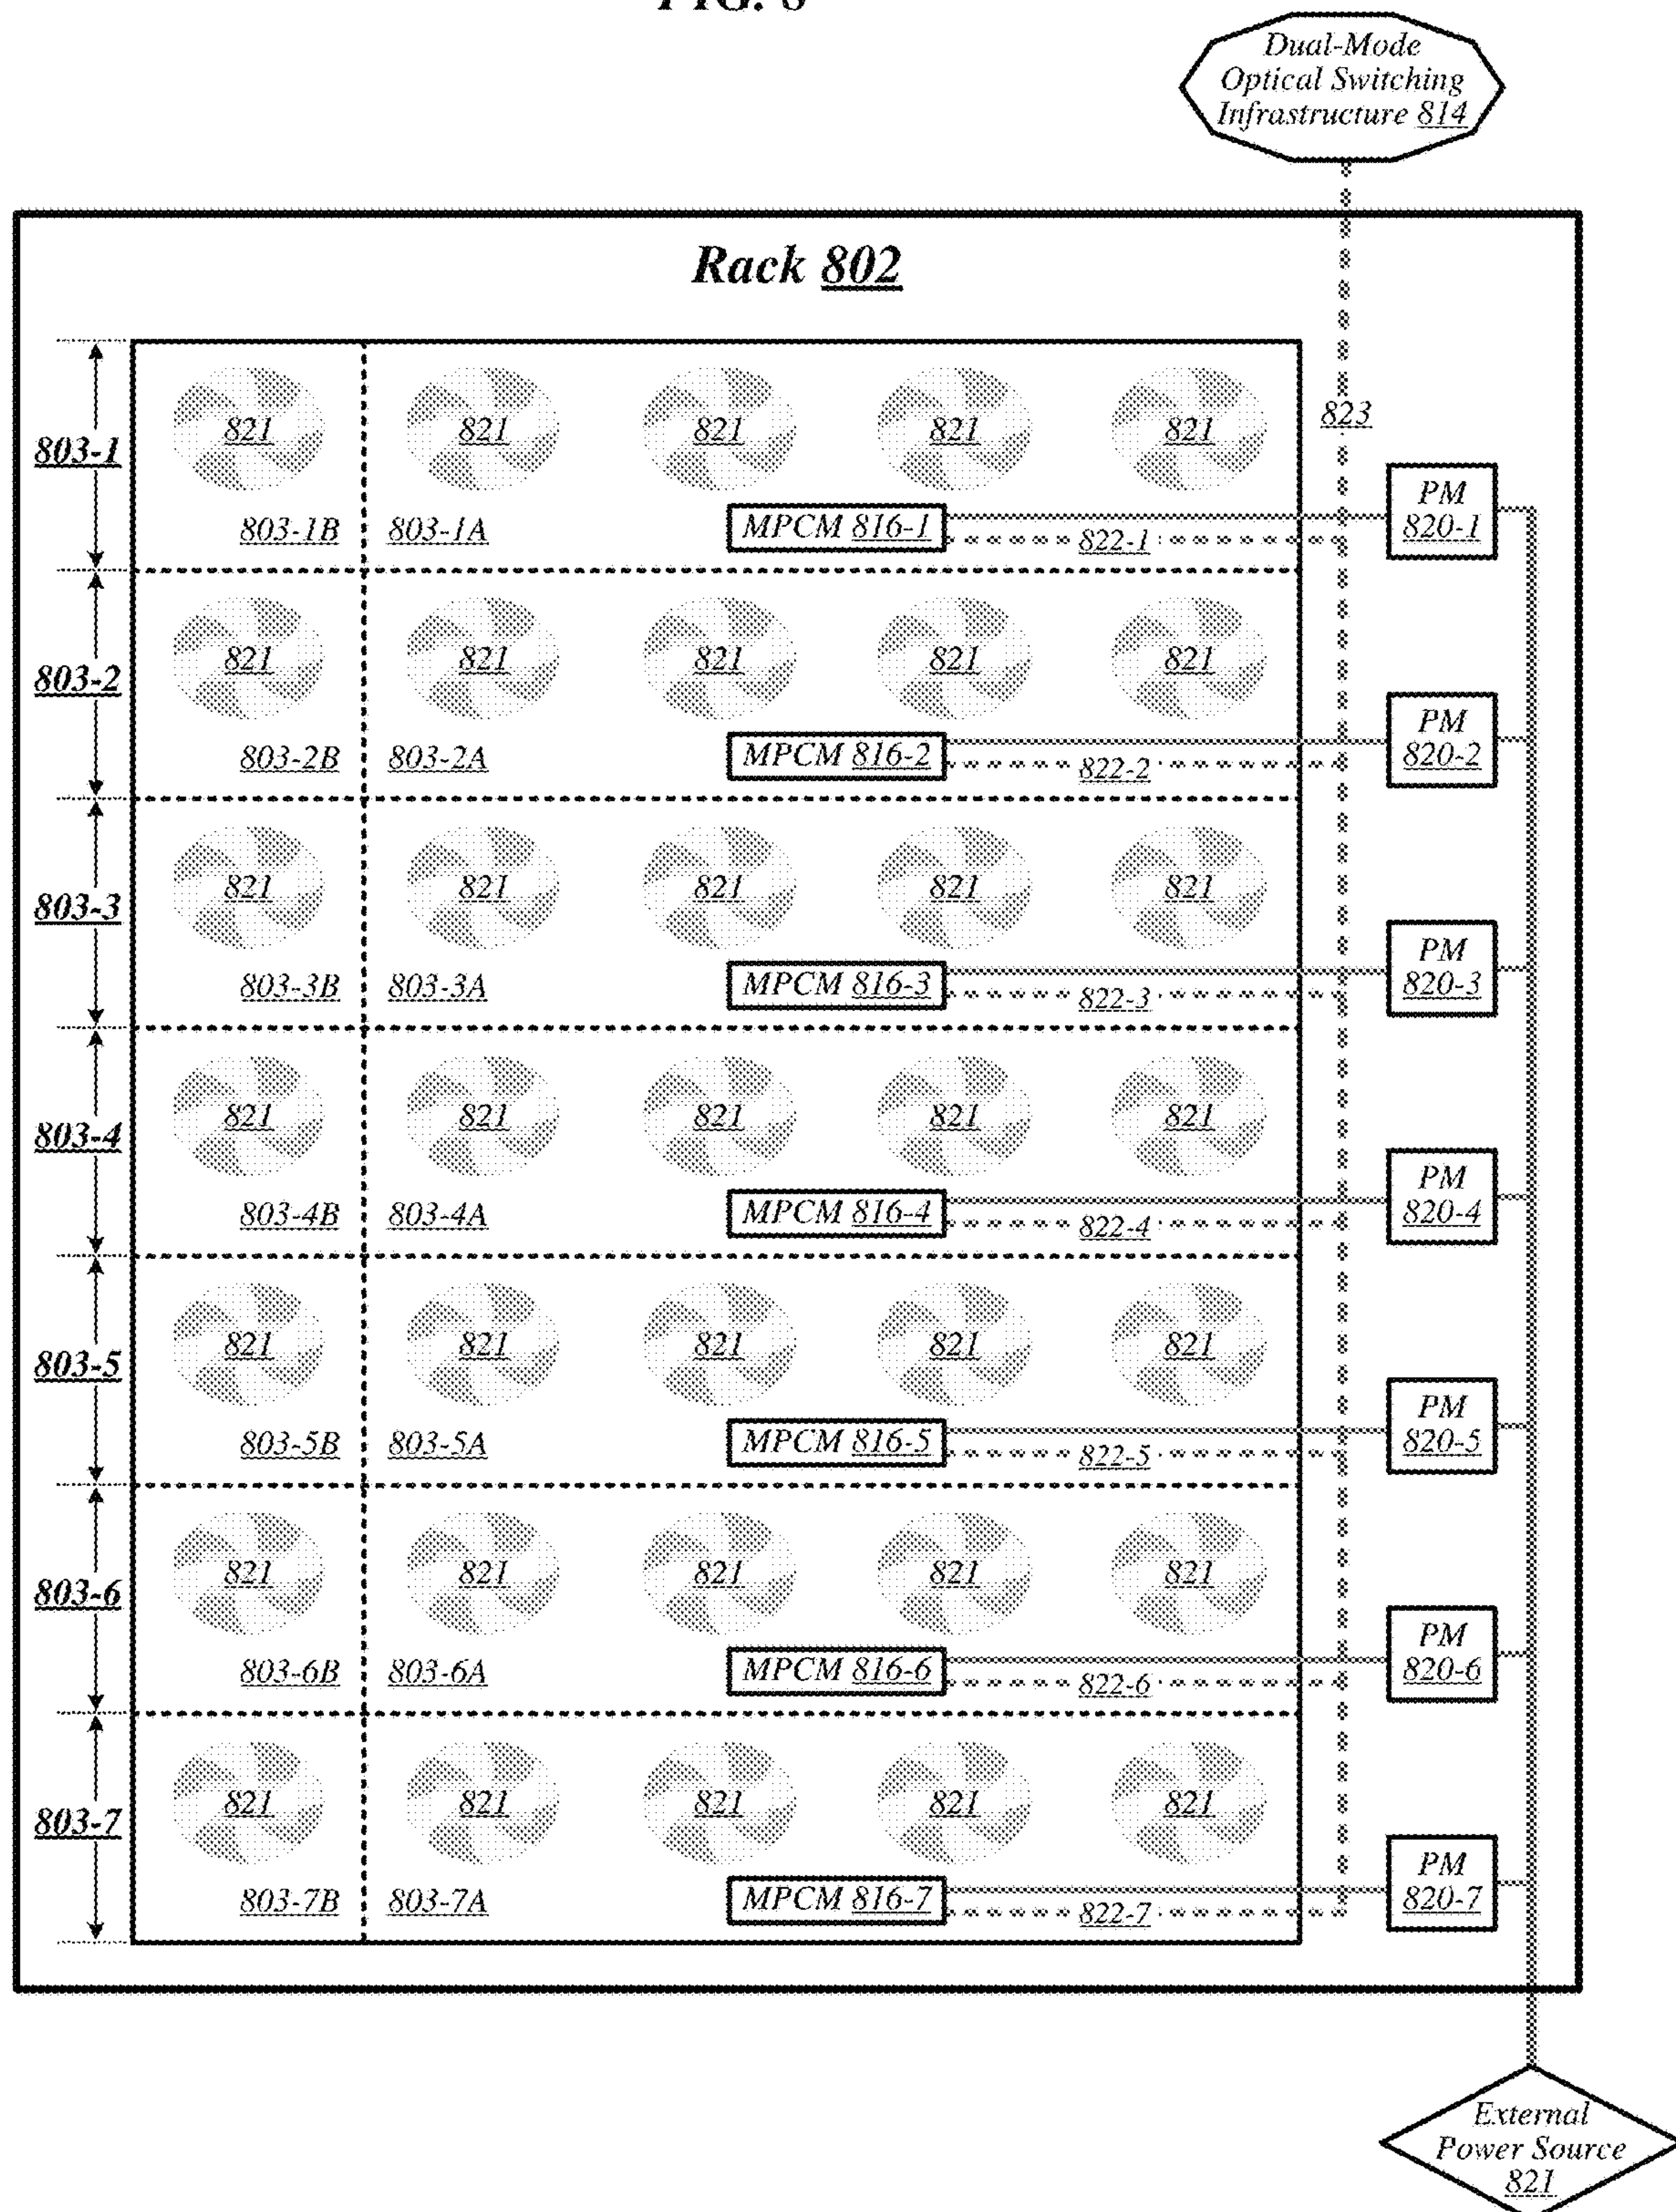 FIG. 8
Dual-Mode
Optical Switching
Infrastructure 814
Rack 802
823
803-1
821 821 821 821 821
803-1B 803-1A
MPCM 816-1
822-1
PM
820-1
803-2
821 821 821 821 821
803-2B 803-2A
MPCM 816-2
822-2
PM
820-2
803-3
821 821 821 821 821
803-3B 803-3A
MPCM 816-3
822-3
PM
820-3
803-4
821 821 821 821 821
803-4B 803-4A
MPCM 816-4
822-4
PM
820-4
803-5
821 821 821 821 821
803-5B 803-5A
MPCM 816-5
822-5
PM
820-5
803-6
821 821 821 821 821
803-6B 803-6A
MPCM 816-6
822-6
PM
820-6
803-7
821 821 821 821 821
803-7B 803-7A
MPCM 816-7
822-7
PM
820-7
External
Power Source
821